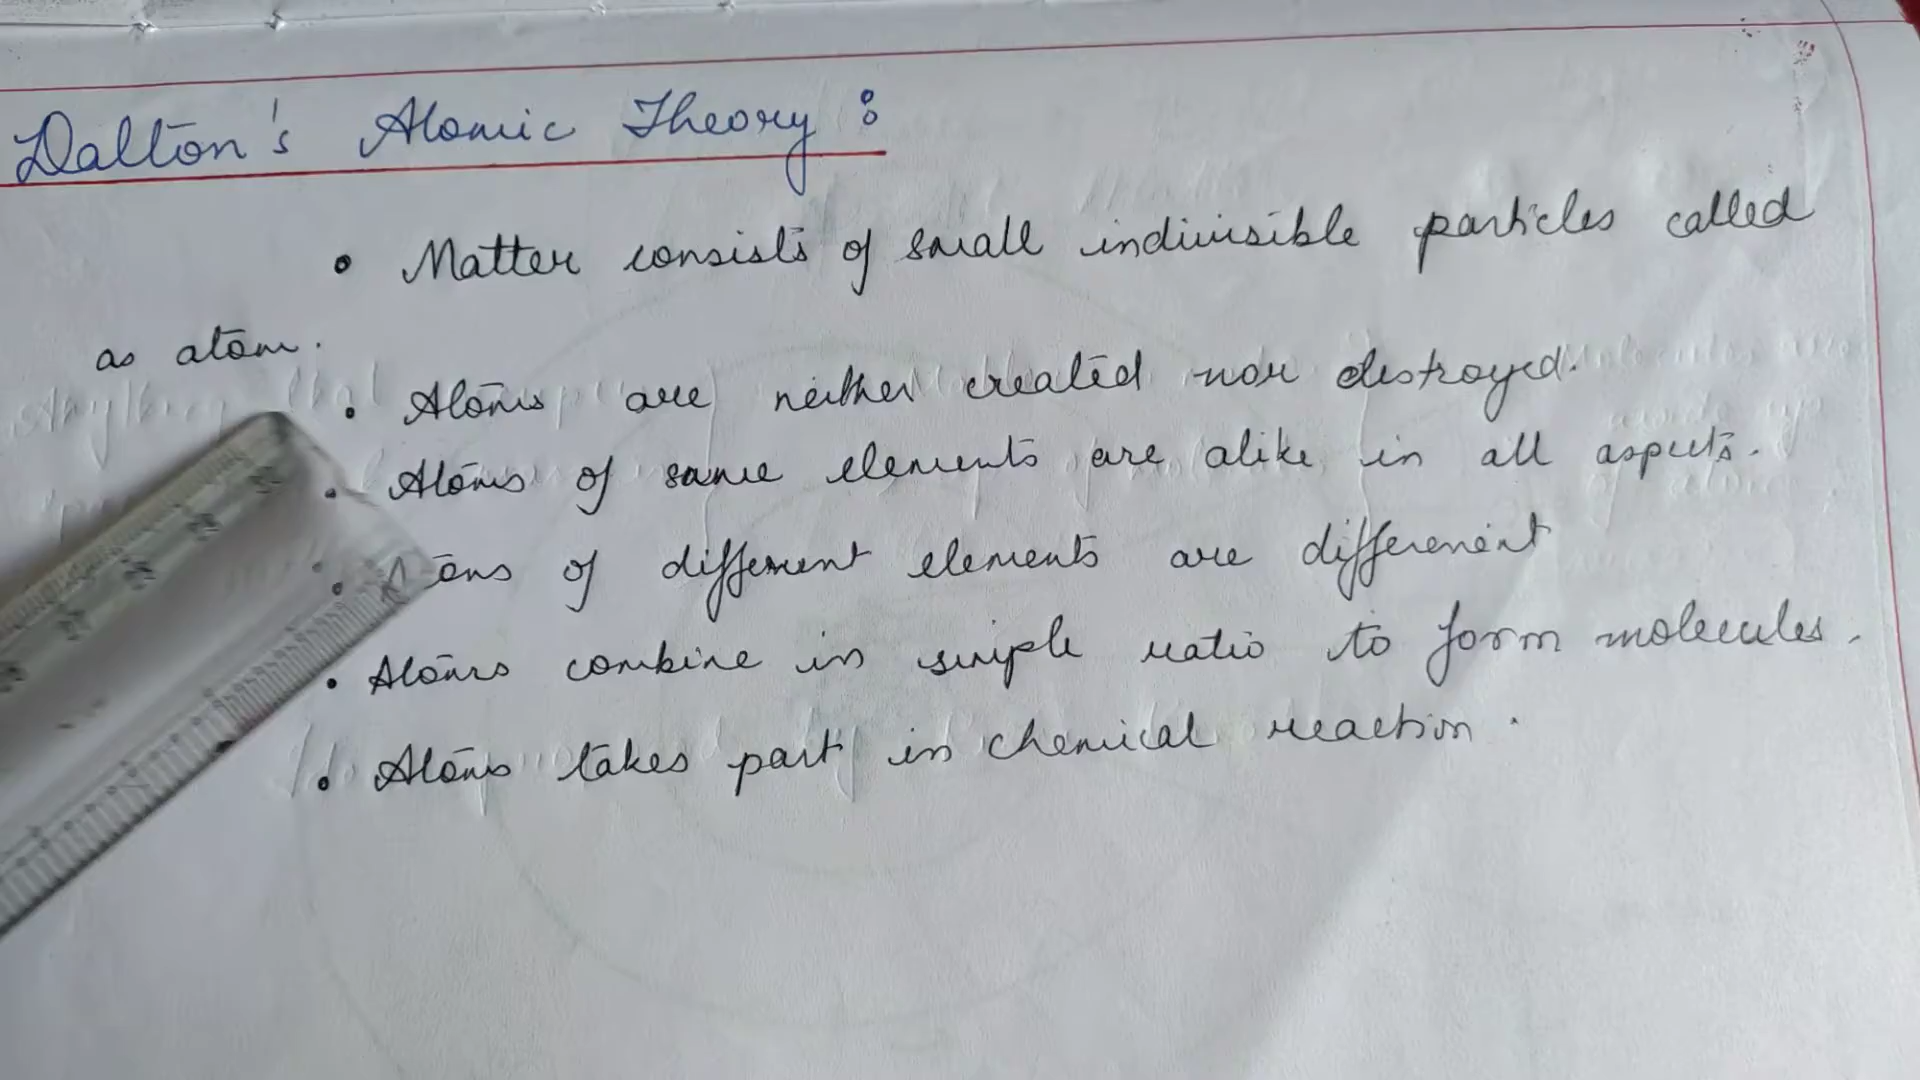 Dalton's Atomic Theory :
• Matter consists of small indivisible particles called
as atom.
• Atoms are neither created nor destroyed.
• Atoms of same elements are alike in all aspects.
• Atoms of different elements are differenent
• Atoms combine in simple ratio to form molecules.
• Atoms takes part in chemical reaction.